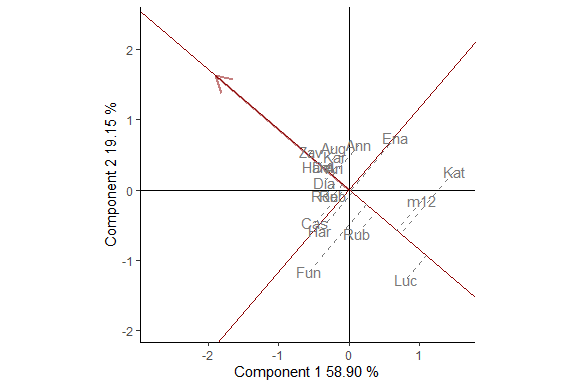 2
1
0
-1
-2
-2
-1
0
1
Component 2 19.15 %
Component 1 58.90 %
Ena
Ann
Aug
Zav
Kar
Kat
Dia
m12
Cas
Har
Rub
Fun
Luc